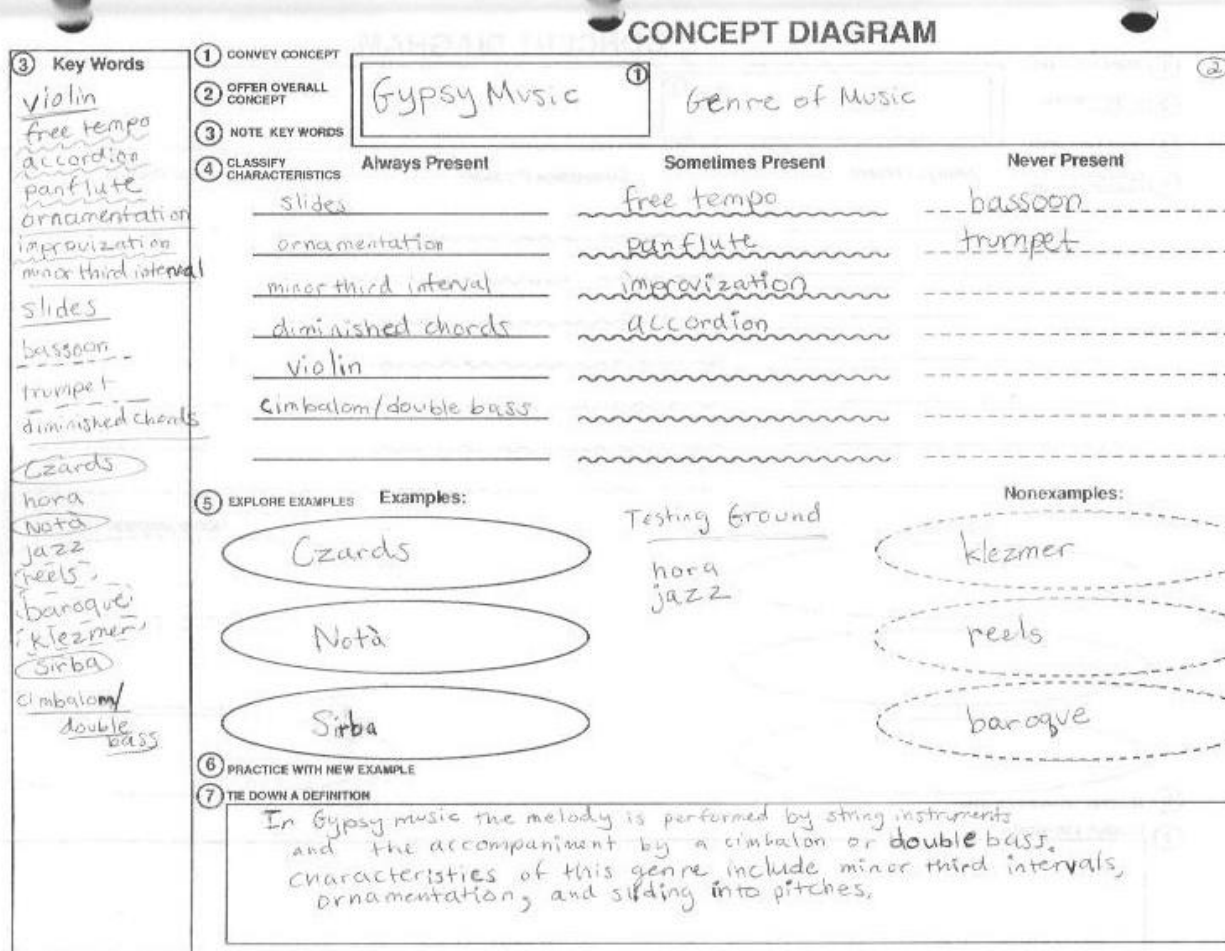 CONCEPT DIAGRAM
③ Key Words
violin
free tempo
accordion
panflute
ornamentation
improvization
minor third interval
slides
bassoon
trumpet
diminished chords
Czards
hora
Notà
jazz
reels
baroque
klezmer
Sirba
cimbalom/
double
bass
① CONVEY CONCEPT
② OFFER OVERALL
CONCEPT
③ NOTE KEY WORDS
Gypsy Music ①
Genre of Music ②
④ CLASSIFY
CHARACTERISTICS
Always Present Sometimes Present Never Present
slides free tempo bassoon
ornamentation panflute trumpet
minor third interval improvization
diminished chords accordion
violin
cimbalom/double bass
⑤ EXPLORE EXAMPLES Examples: Testing Ground Nonexamples:
Czards hora klezmer
jazz
Notà reels
Sirba baroque
⑥ PRACTICE WITH NEW EXAMPLE
⑦ TIE DOWN A DEFINITION
In Gypsy music the melody is performed by string instruments
and the accompaniment by a cimbalon or double bass.
characteristics of this genre include minor third intervals,
ornamentation, and sliding into pitches.